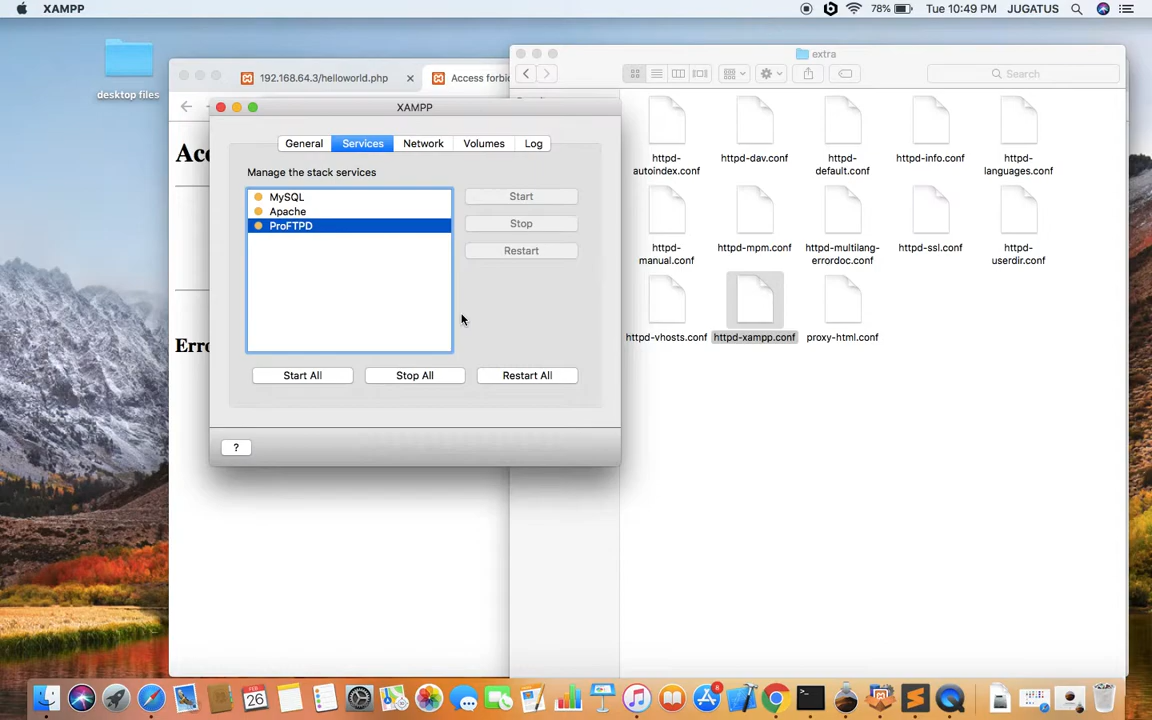 XAMPP
78%
Tue 10:49 PM
JUGATUS
desktop files
192.168.64.3/helloworld.php
Access forbi
extra
Search
XAMPP
General
Services
Network
Volumes
Log
Manage the stack services
MySQL
Apache
ProFTPD
Start
Stop
Restart
Start All
Stop All
Restart All
?
Acc
Erro
httpd-
autoindex.conf
httpd-dav.conf
httpd-
default.conf
httpd-info.conf
httpd-
languages.conf
httpd-
manual.conf
httpd-mpm.conf
httpd-multilang-
errordoc.conf
httpd-ssl.conf
httpd-
userdir.conf
httpd-vhosts.conf
httpd-xampp.conf
proxy-html.conf
FEB
26
8